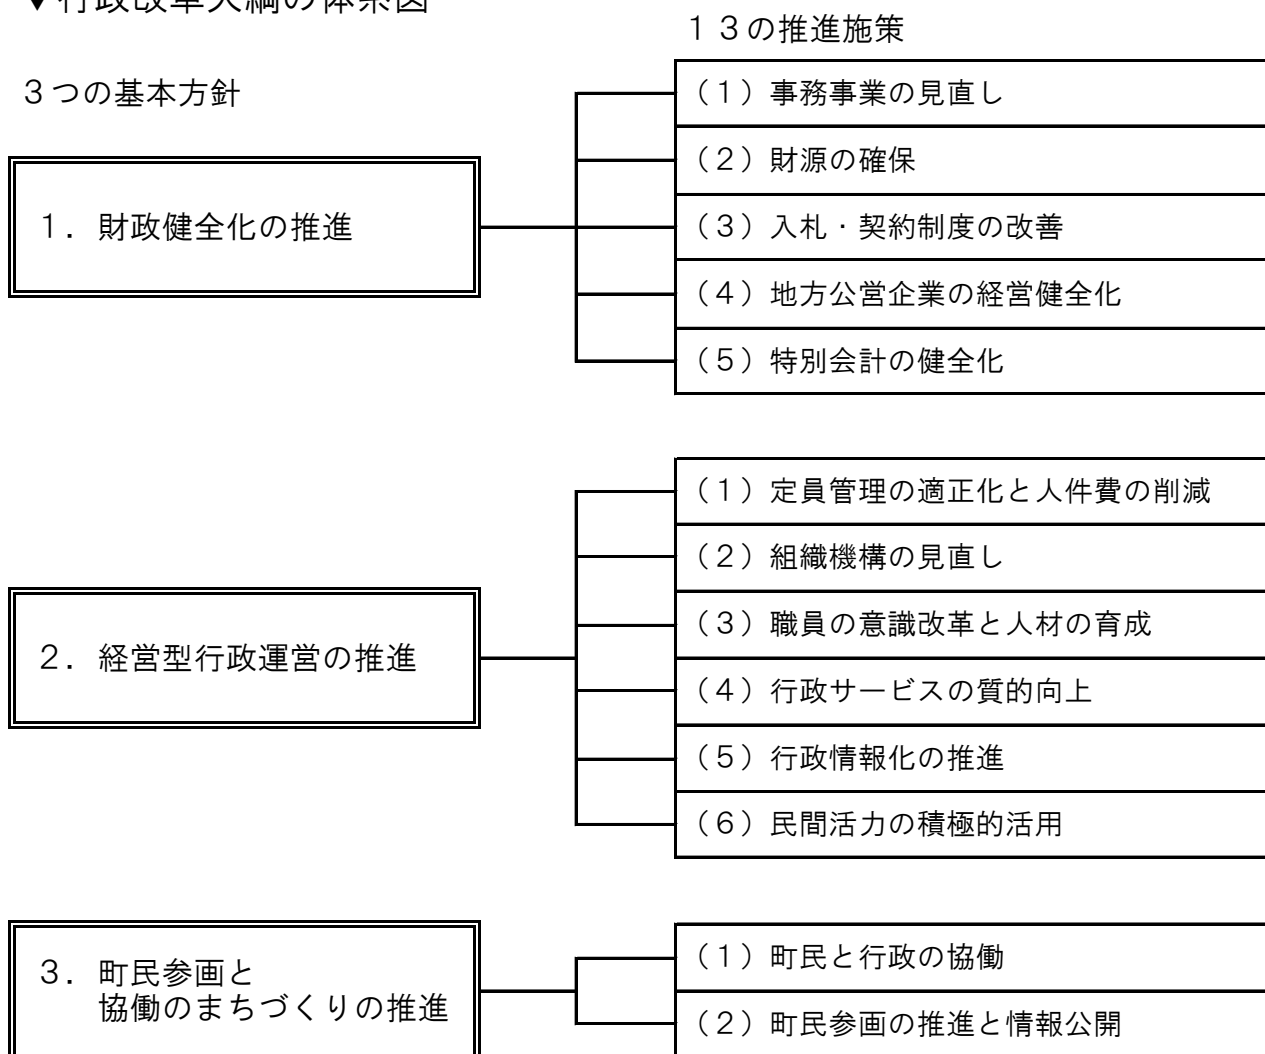 ▼行政改革大綱の体系図
13の推進施策
3つの基本方針
1. 財政健全化の推進
(1)事務事業の見直し
(2)財源の確保
(3)入札・契約制度の改善
(4)地方公営企業の経営健全化
(5)特別会計の健全化
2. 経営型行政運営の推進
(1)定員管理の適正化と人件費の削減
(2)組織機構の見直し
(3)職員の意識改革と人材の育成
(4)行政サービスの質的向上
(5)行政情報化の推進
(6)民間活力の積極的活用
3. 町民参画と
協働のまちづくりの推進
(1)町民と行政の協働
(2)町民参画の推進と情報公開